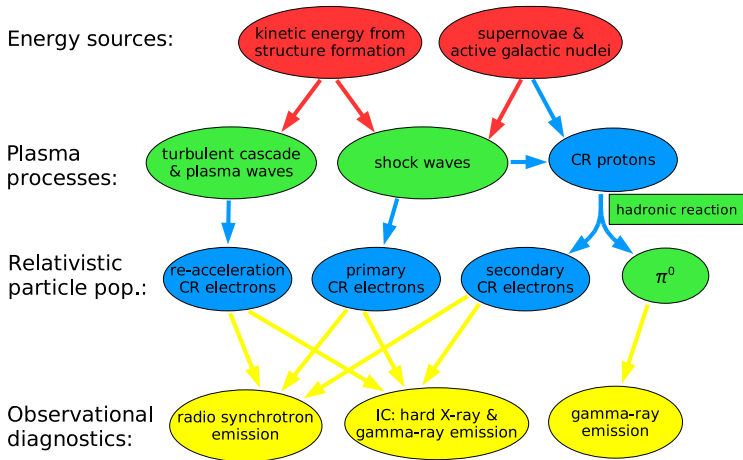 Energy sources:
kinetic energy from
structure formation
supernovae &
active galactic nuclei
Plasma
processes:
turbulent cascade
& plasma waves
shock waves
CR protons
hadronic reaction
Relativistic
particle pop.:
re-acceleration
CR electrons
primary
CR electrons
secondary
CR electrons
π⁰
Observational
diagnostics:
radio synchrotron
emission
IC: hard X-ray &
gamma-ray emission
gamma-ray
emission